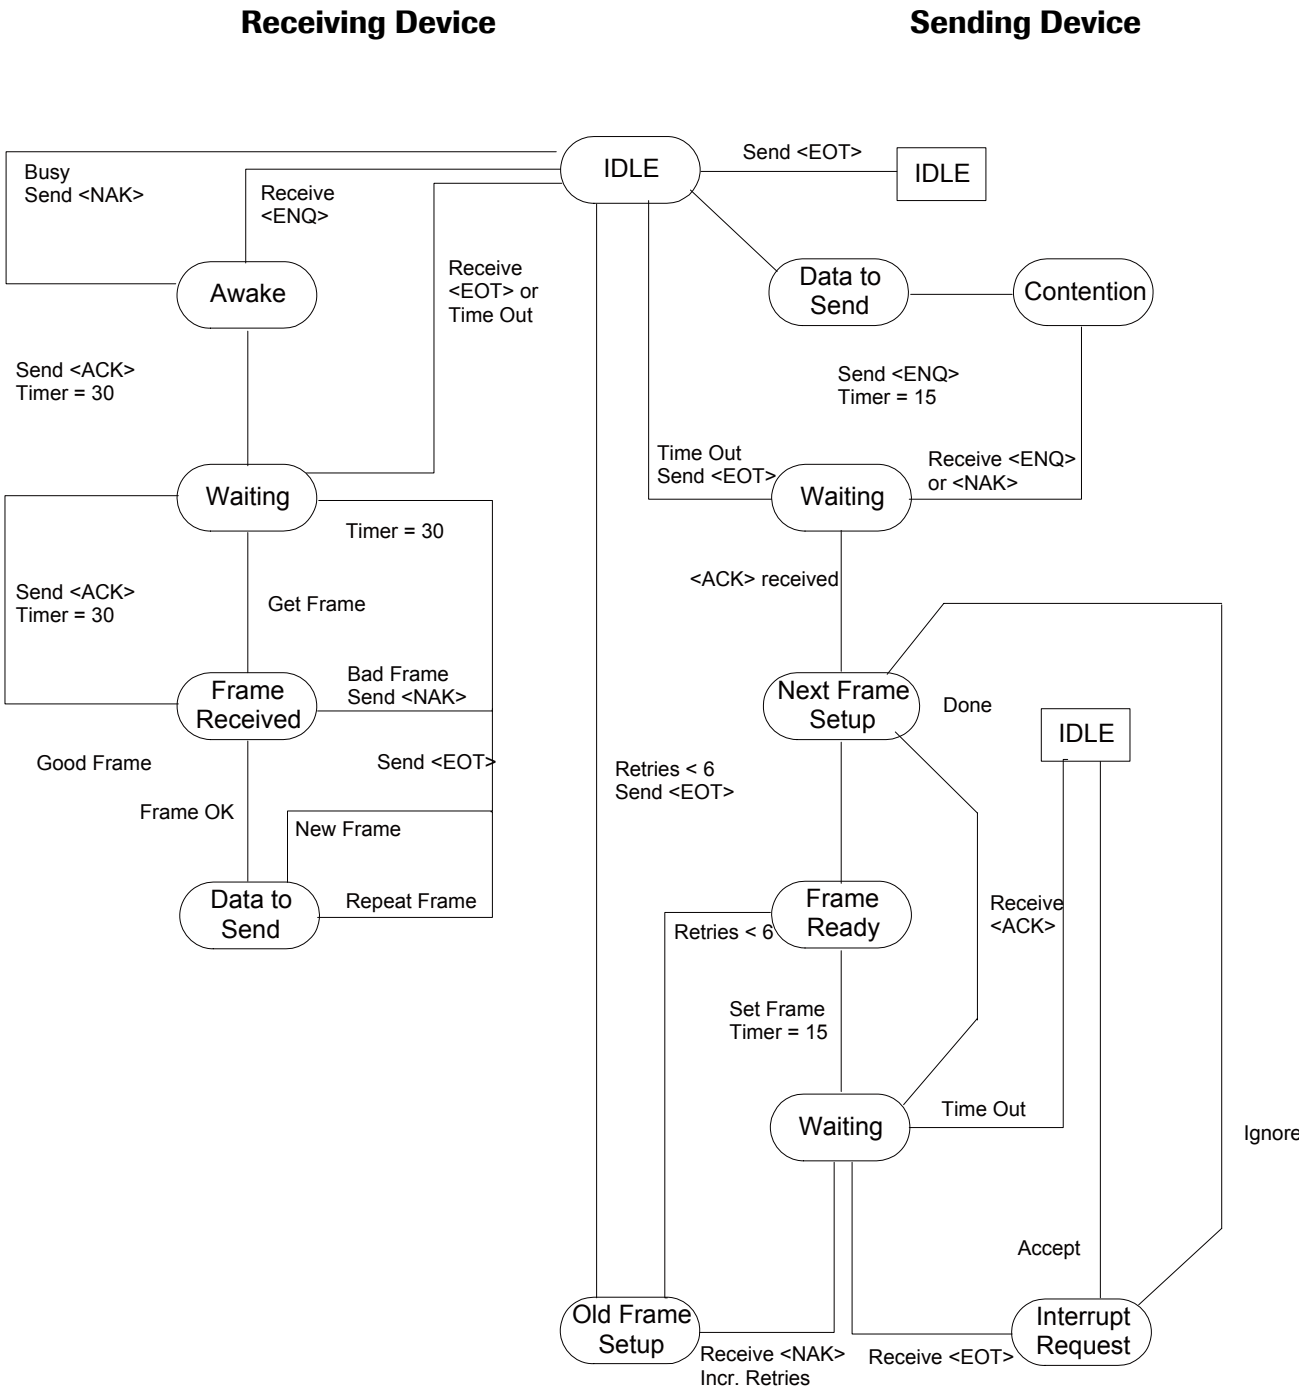 Receiving Device
Sending Device
IDLE
Send <EOT>
IDLE
Busy
Send <NAK>
Receive
<ENQ>
Awake
Receive
<EOT> or
Time Out
Data to
Send
Contention
Send <ACK>
Timer = 30
Send <ENQ>
Timer = 15
Time Out
Send <EOT>
Receive <ENQ>
or <NAK>
Waiting
Waiting
Timer = 30
<ACK> received
Send <ACK>
Timer = 30
Get Frame
Bad Frame
Send <NAK>
Frame
Received
Next Frame
Setup
Done
IDLE
Good Frame
Send <EOT>
Retries < 6
Send <EOT>
Frame OK
New Frame
Data to
Send
Repeat Frame
Frame
Ready
Retries < 6
Receive
<ACK>
Set Frame
Timer = 15
Waiting
Time Out
Ignore
Accept
Old Frame
Setup
Interrupt
Request
Receive <NAK>
Incr. Retries
Receive <EOT>